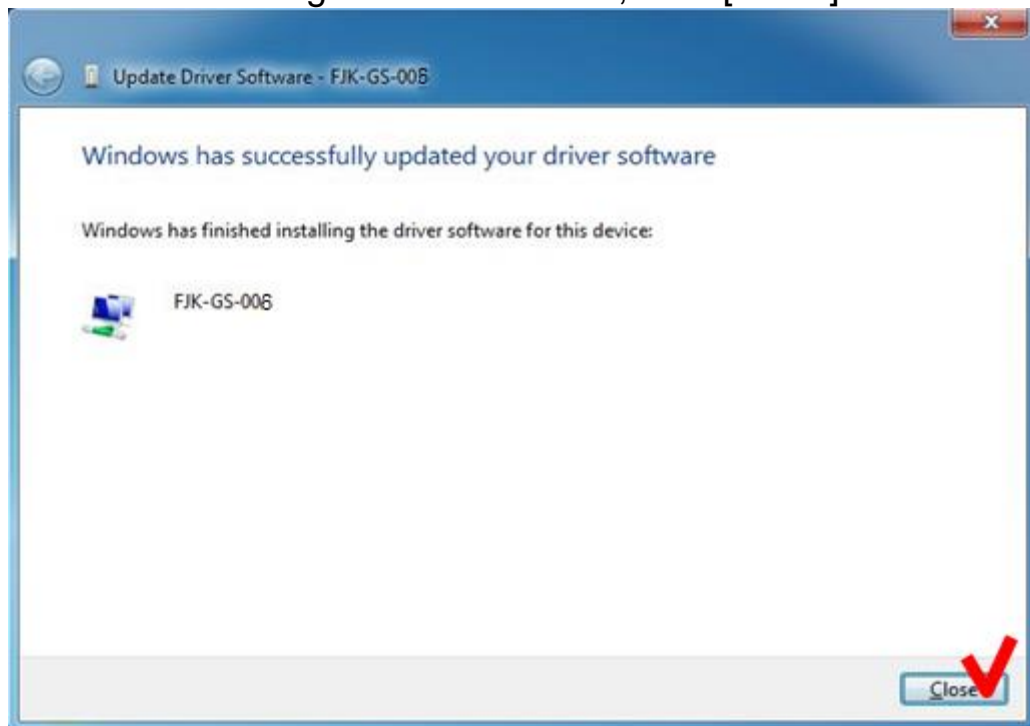 Update Driver Software - FJK-GS-006
Windows has successfully updated your driver software
Windows has finished installing the driver software for this device:
FJK-GS-006
Close